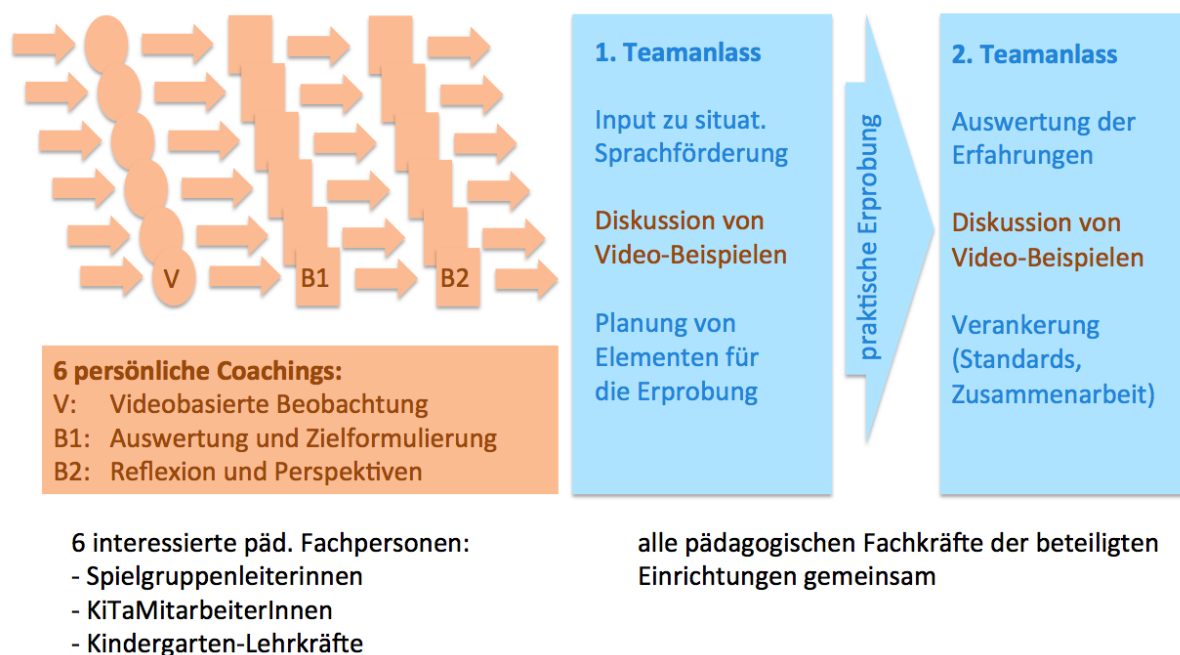 V
B1
B2
6 persönliche Coachings:
V: Videobasierte Beobachtung
B1: Auswertung und Zielformulierung
B2: Reflexion und Perspektiven
6 interessierte päd. Fachpersonen:
- Spielgruppenleiterinnen
- KiTaMitarbeiterInnen
- Kindergarten-Lehrkräfte
1. Teamanlass
Input zu situat.
Sprachförderung
Diskussion von
Video-Beispielen
Planung von
Elementen für
die Erprobung
praktische Erprobung
2. Teamanlass
Auswertung der
Erfahrungen
Diskussion von
Video-Beispielen
Verankerung
(Standards,
Zusammenarbeit)
alle pädagogischen Fachkräfte der beteiligten
Einrichtungen gemeinsam